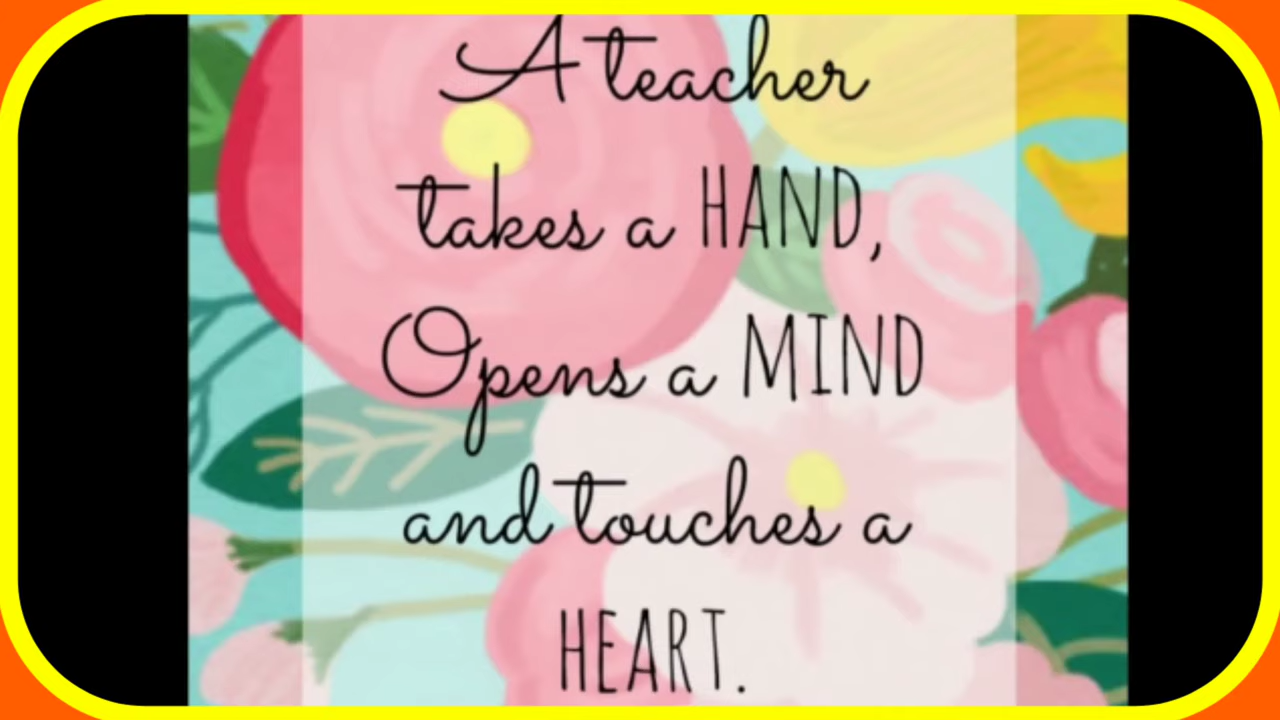 A teacher
takes a HAND,
Opens a MIND
and touches a
HEART.